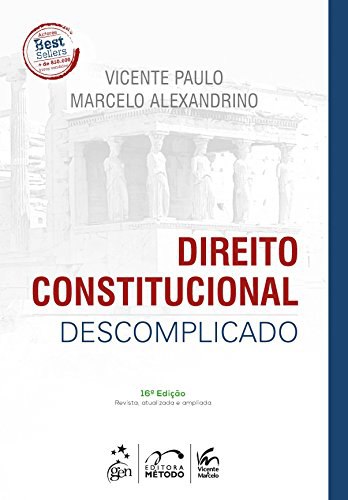 Autores
Best
Sellers
VICENTE PAULO
MARCELO ALEXANDRINO
DIREITO
CONSTITUCIONAL
DESCOMPLICADO
16ª Edição
Revista, atualizada e ampliada
gen
EDITORA
MÉTODO
Vicente
Marcelo